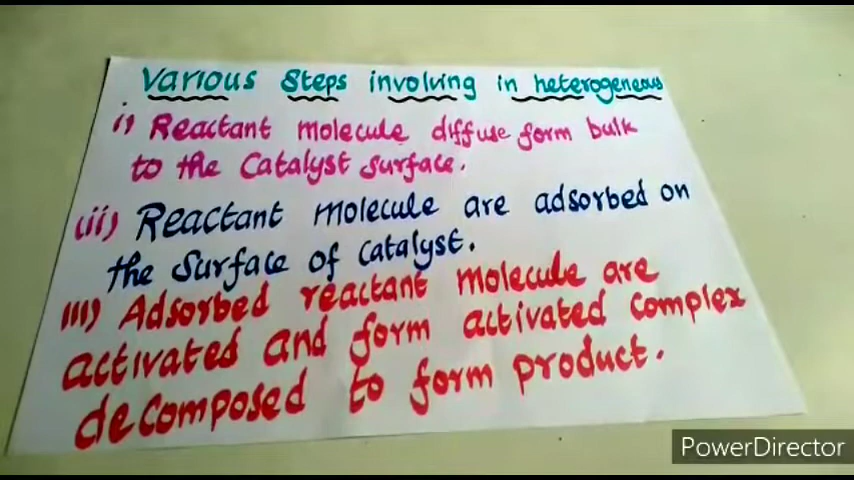 Various Steps involving in heterogeneous
i) Reactant molecule diffuse form bulk
to the Catalyst surface.
(ii) Reactant molecule are adsorbed on
the surface of catalyst.
III) Adsorbed reactant molecule are
activated and form activated complex
decomposed to form product.
PowerDirector